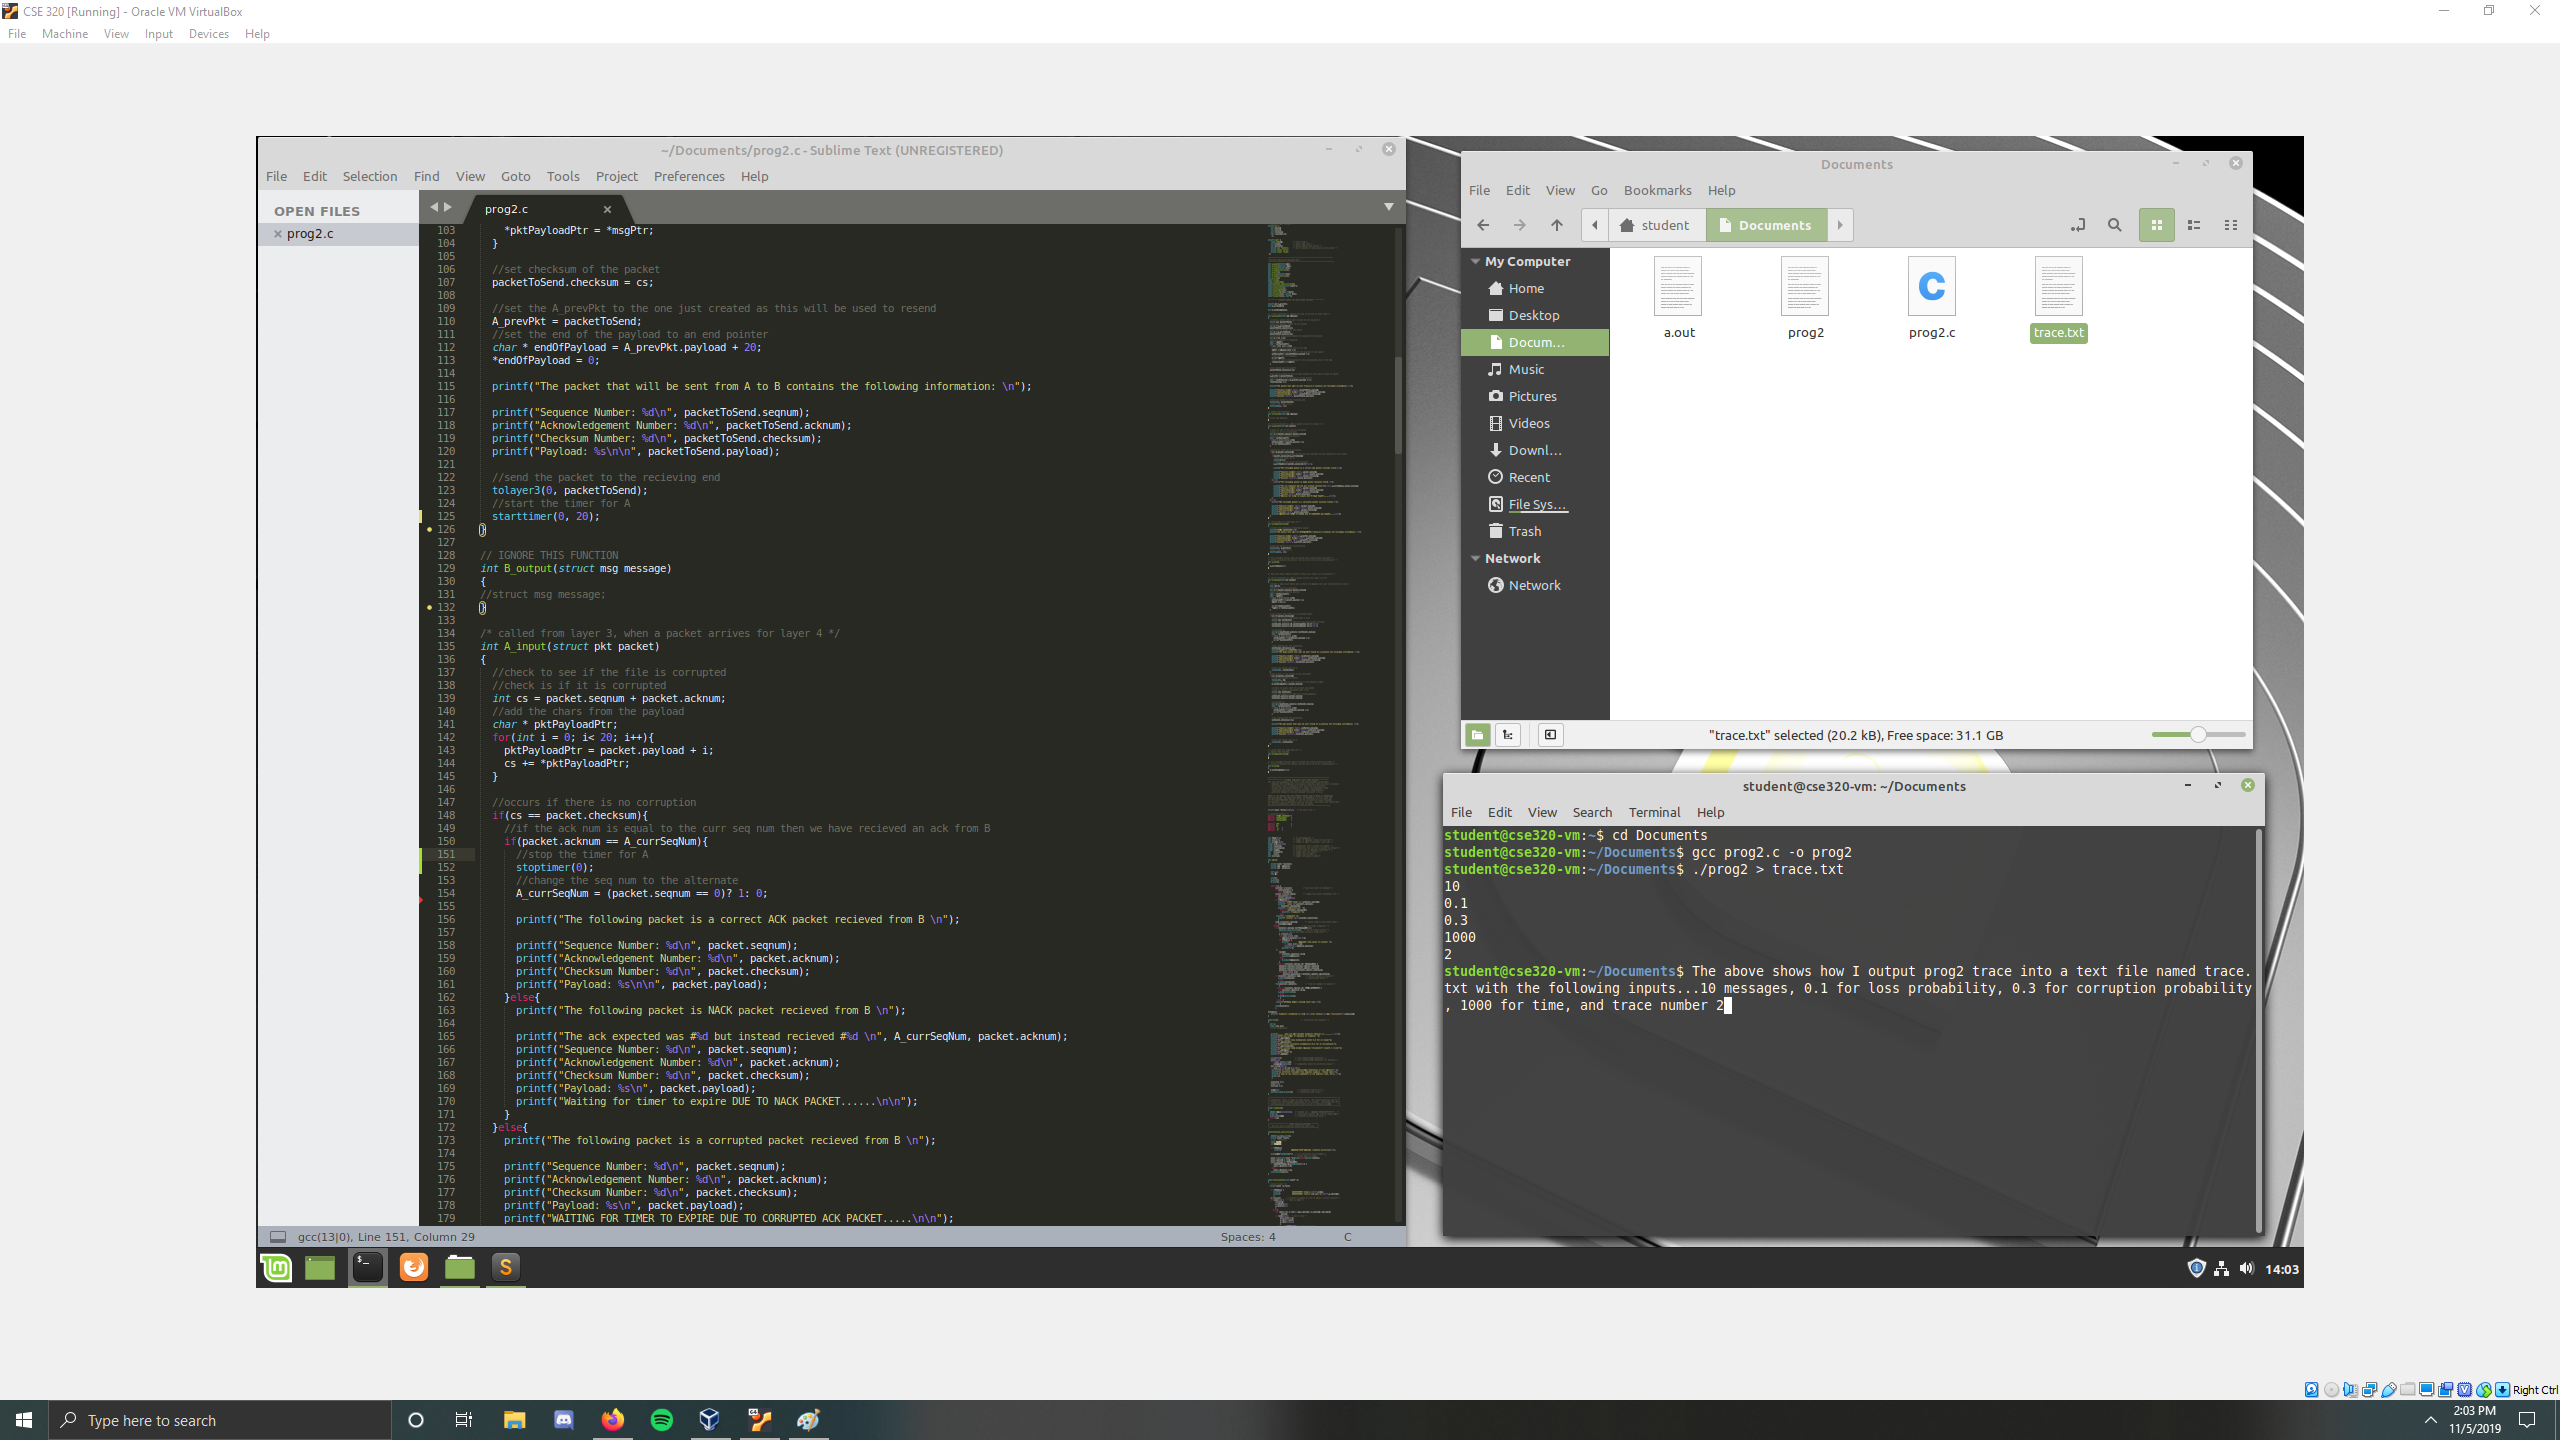 CSE 320 [Running] - Oracle VM VirtualBox
File Machine View Input Devices Help
~/Documents/prog2.c - Sublime Text (UNREGISTERED)
File Edit Selection Find View Goto Tools Project Preferences Help
OPEN FILES
prog2.c
prog2.c
103 *pktPayloadPtr = *msgPtr;
104 }
105
106 //set checksum of the packet
107 packetToSend.checksum = cs;
108
109 //set the A_prevPkt to the one just created as this will be used to resend
110 A_prevPkt = packetToSend;
111 //set the end of the payload to an end pointer
112 char * endOfPayload = A_prevPkt.payload + 20;
113 *endOfPayload = 0;
114
115 printf("The packet that will be sent from A to B contains the following information: \n");
116
117 printf("Sequence Number: %d\n", packetToSend.seqnum);
118 printf("Acknowledgement Number: %d\n", packetToSend.acknum);
119 printf("Checksum Number: %d\n", packetToSend.checksum);
120 printf("Payload: %s\n\n", packetToSend.payload);
121
122 //send the packet to the recieving end
123 tolayer3(0, packetToSend);
124 //start the timer for A
125 starttimer(0, 20);
126 }
127
128 // IGNORE THIS FUNCTION
129 int B_output(struct msg message)
130 {
131 //struct msg message;
132 }
133
134 /* called from layer 3, when a packet arrives for layer 4 */
135 int A_input(struct pkt packet)
136 {
137 //check to see if the file is corrupted
138 //check is if it is corrupted
139 int cs = packet.seqnum + packet.acknum;
140 //add the chars from the payload
141 char * pktPayloadPtr;
142 for(int i = 0; i< 20; i++){
143 pktPayloadPtr = packet.payload + i;
144 cs += *pktPayloadPtr;
145 }
146
147 //occurs if there is no corruption
148 if(cs == packet.checksum){
149 //if the ack num is equal to the curr seq num then we have recieved an ack from B
150 if(packet.acknum == A_currSeqNum){
151 //stop the timer for A
152 stoptimer(0);
153 //change the seq num to the alternate
154 A_currSeqNum = (packet.seqnum == 0)? 1: 0;
155
156 printf("The following packet is a correct ACK packet recieved from B \n");
157
158 printf("Sequence Number: %d\n", packet.seqnum);
159 printf("Acknowledgement Number: %d\n", packet.acknum);
160 printf("Checksum Number: %d\n", packet.checksum);
161 printf("Payload: %s\n\n", packet.payload);
162 }else{
163 printf("The following packet is NACK packet recieved from B \n");
164
165 printf("The ack expected was #%d but instead recieved #%d \n", A_currSeqNum, packet.acknum);
166 printf("Sequence Number: %d\n", packet.seqnum);
167 printf("Acknowledgement Number: %d\n", packet.acknum);
168 printf("Checksum Number: %d\n", packet.checksum);
169 printf("Payload: %s\n", packet.payload);
170 printf("Waiting for timer to expire DUE TO NACK PACKET......\n\n");
171 }
172 }else{
173 printf("The following packet is a corrupted packet recieved from B \n");
174
175 printf("Sequence Number: %d\n", packet.seqnum);
176 printf("Acknowledgement Number: %d\n", packet.acknum);
177 printf("Checksum Number: %d\n", packet.checksum);
178 printf("Payload: %s\n", packet.payload);
179 printf("WAITING FOR TIMER TO EXPIRE DUE TO CORRUPTED ACK PACKET.....\n\n");
gcc(13|0), Line 151, Column 29
Spaces: 4 C
Documents
File Edit View Go Bookmarks Help
student Documents
My Computer
Home
Desktop
Docum...
Music
Pictures
Videos
Downl...
Recent
File Sys...
Trash
Network
Network
a.out prog2 prog2.c trace.txt
"trace.txt" selected (20.2 kB), Free space: 31.1 GB
student@cse320-vm: ~/Documents
File Edit View Search Terminal Help
student@cse320-vm:~$ cd Documents
student@cse320-vm:~/Documents$ gcc prog2.c -o prog2
student@cse320-vm:~/Documents$ ./prog2 > trace.txt
10
0.1
0.3
1000
2
student@cse320-vm:~/Documents$ The above shows how I output prog2 trace into a text file named trace.
txt with the following inputs...10 messages, 0.1 for loss probability, 0.3 for corruption probability
, 1000 for time, and trace number 2
14:03
Right Ctrl
Type here to search
2:03 PM
11/5/2019